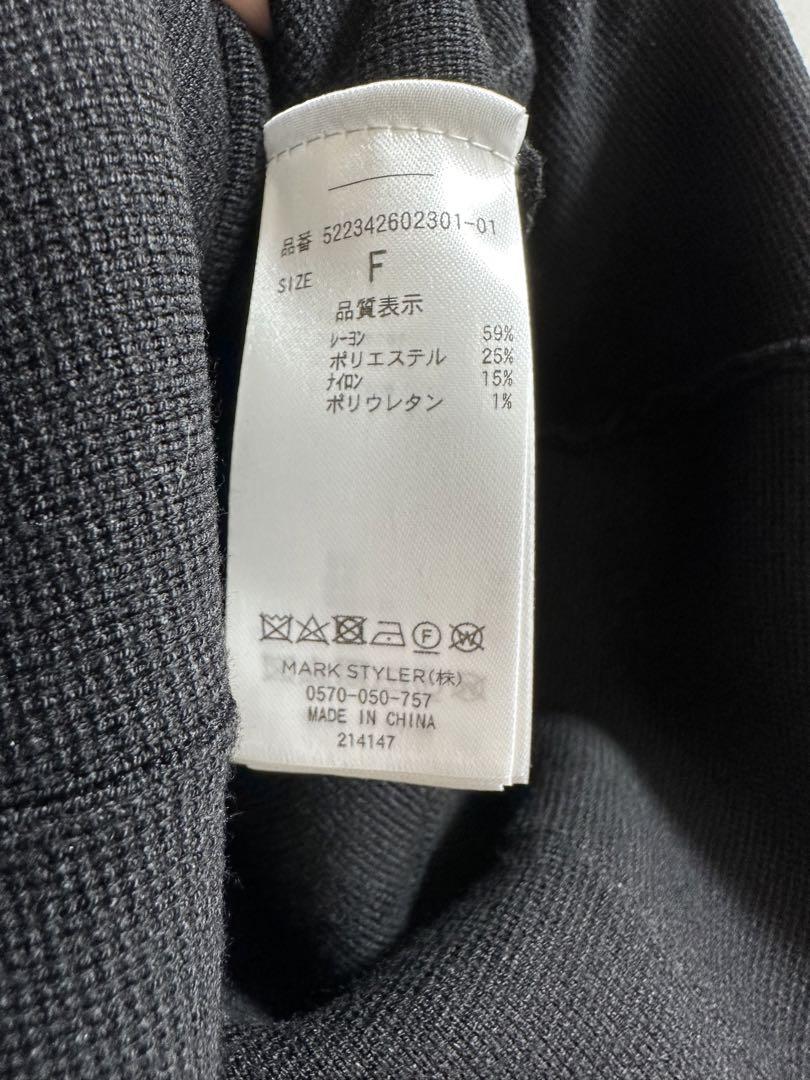 品番 522342602301-01
SIZE F
品質表示
ﾚｰﾖﾝ 59%
ポリエステル 25%
ﾅｲﾛﾝ 15%
ポリウレタン 1%
F W
MARK STYLER(株)
0570-050-757
MADE IN CHINA
214147